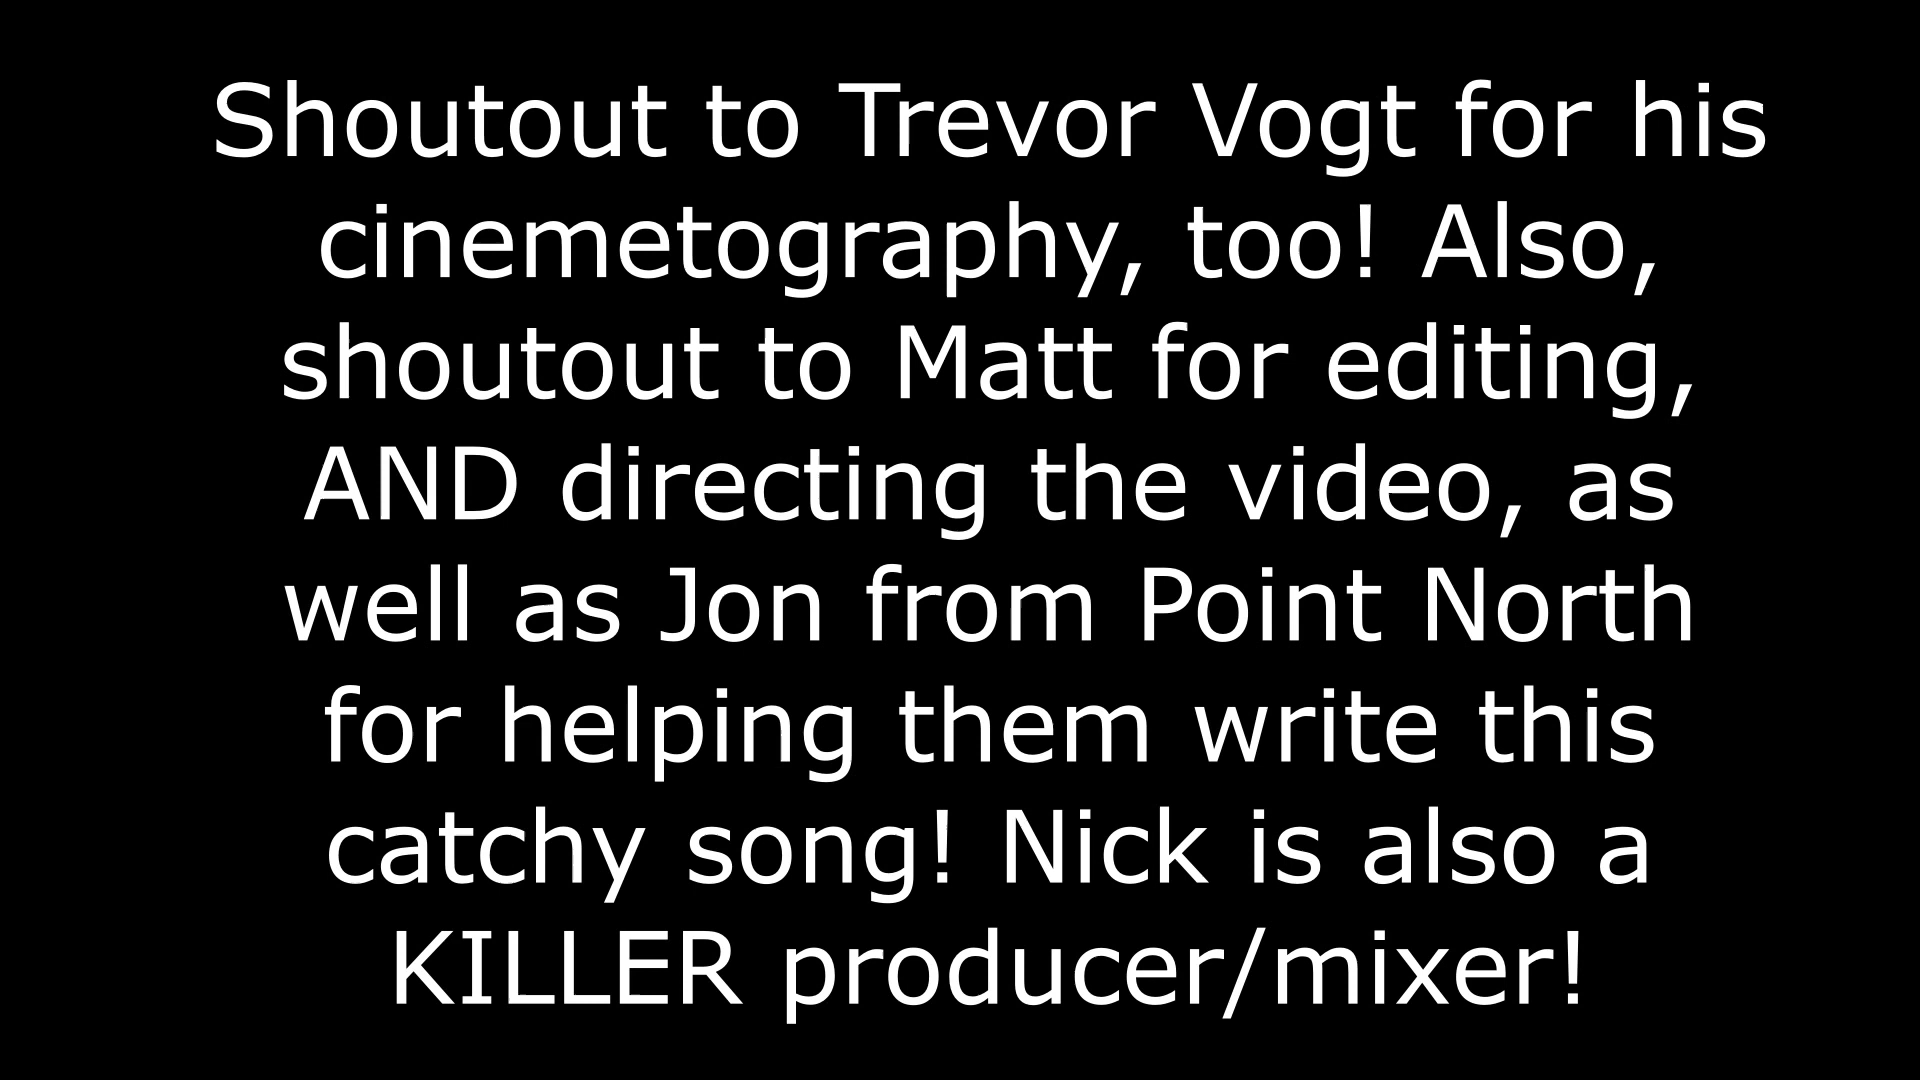 Shoutout to Trevor Vogt for his
cinemetography, too! Also,
shoutout to Matt for editing,
AND directing the video, as
well as Jon from Point North
for helping them write this
catchy song! Nick is also a
KILLER producer/mixer!